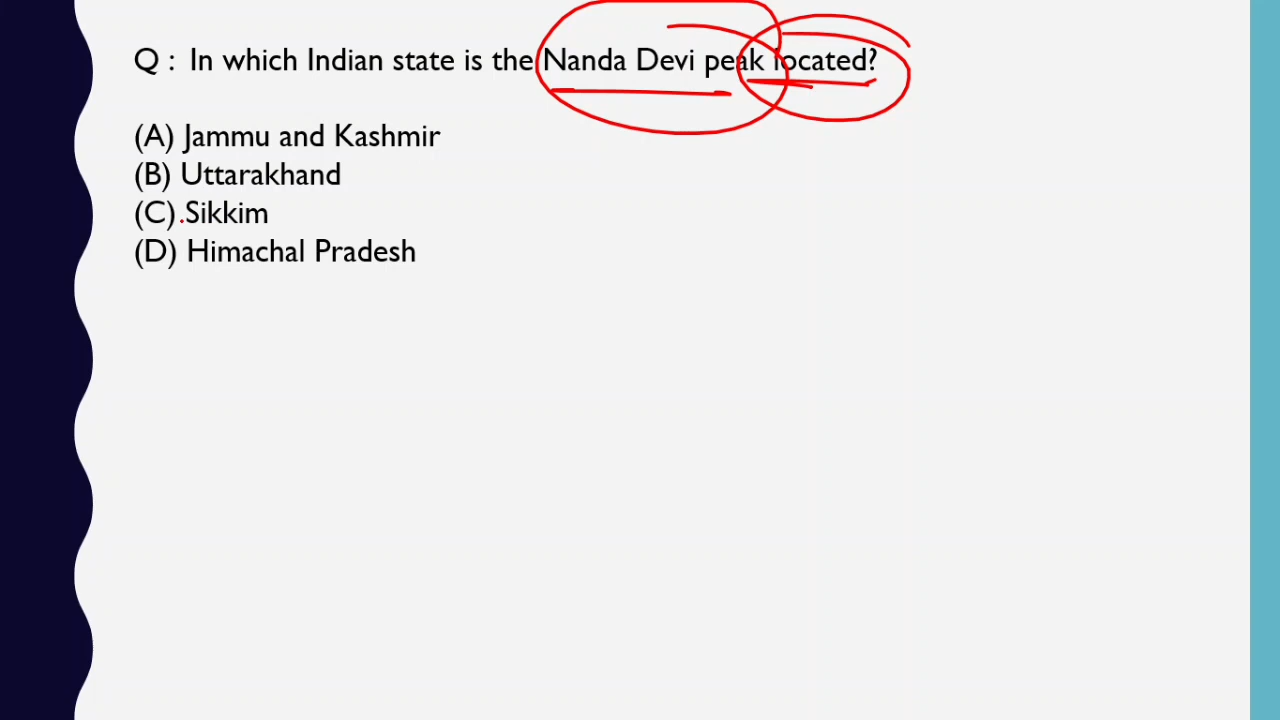 Q : In which Indian state is the Nanda Devi peak located?
(A) Jammu and Kashmir
(B) Uttarakhand
(C) Sikkim
(D) Himachal Pradesh